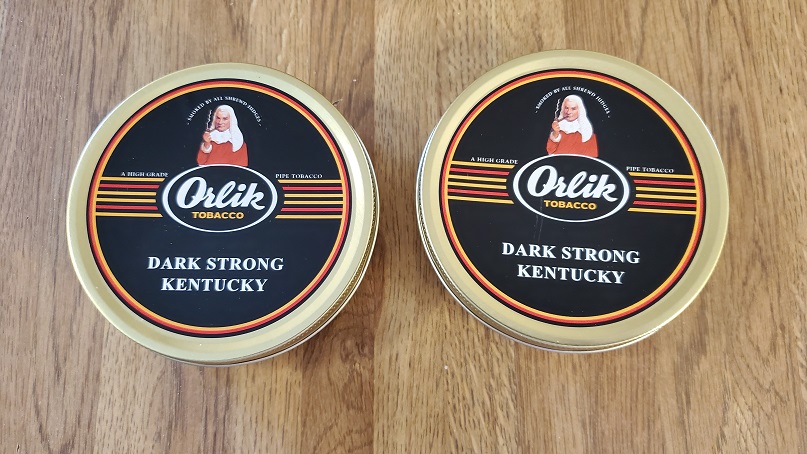 SMOKED BY ALL SHREWD JUDGES
A HIGH GRADE
PIPE TOBACCO
Orlik
TOBACCO
DARK STRONG
KENTUCKY
SMOKED BY ALL SHREWD JUDGES
A HIGH GRADE
PIPE TOBACCO
Orlik
TOBACCO
DARK STRONG
KENTUCKY